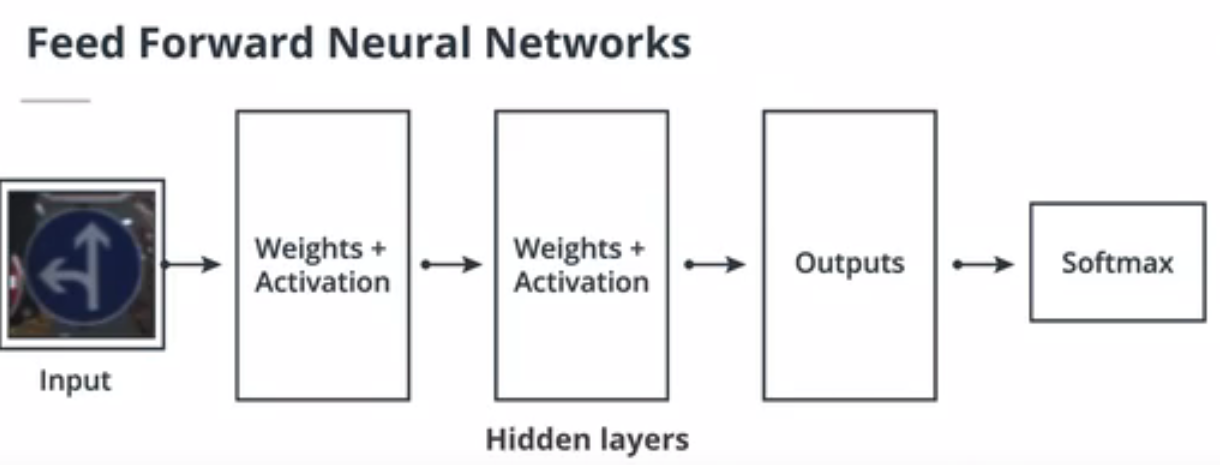 Feed Forward Neural Networks
Weights +
Activation
Weights +
Activation
Outputs
Softmax
Input
Hidden layers